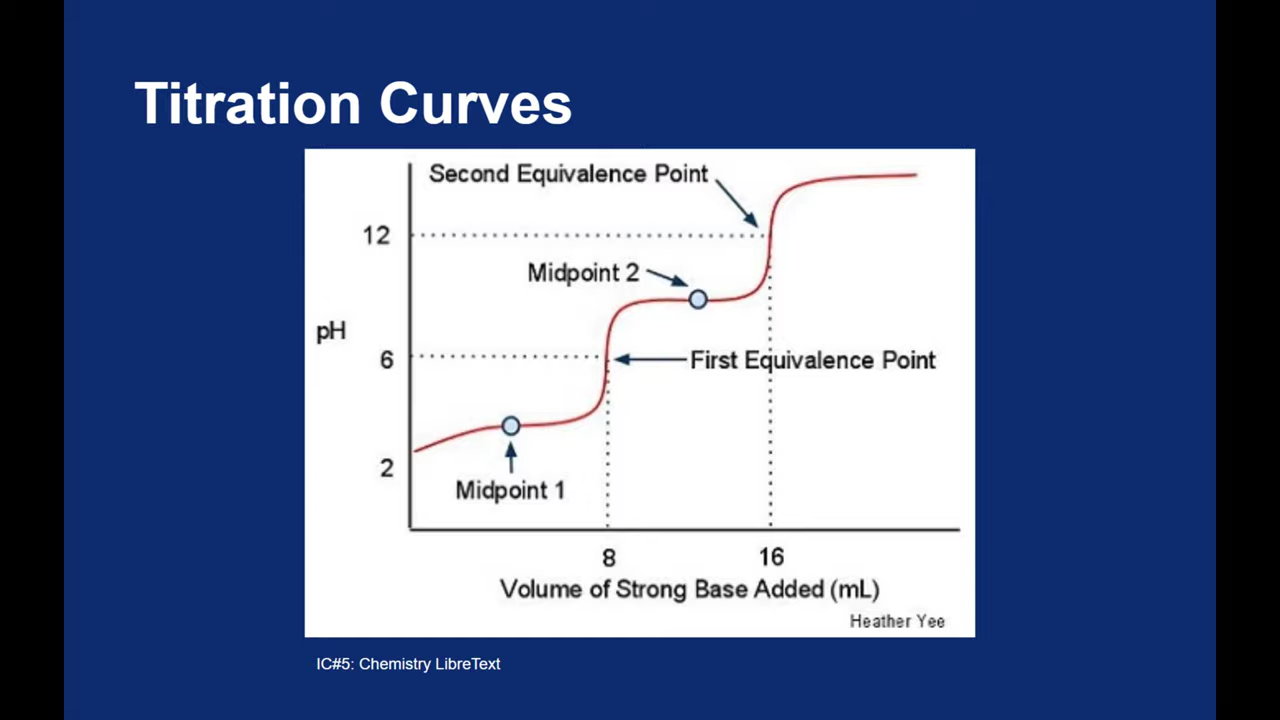 Titration Curves
Second Equivalence Point
12
Midpoint 2
pH
6
First Equivalence Point
2
Midpoint 1
8 16
Volume of Strong Base Added (mL)
Heather Yee
IC#5: Chemistry LibreText